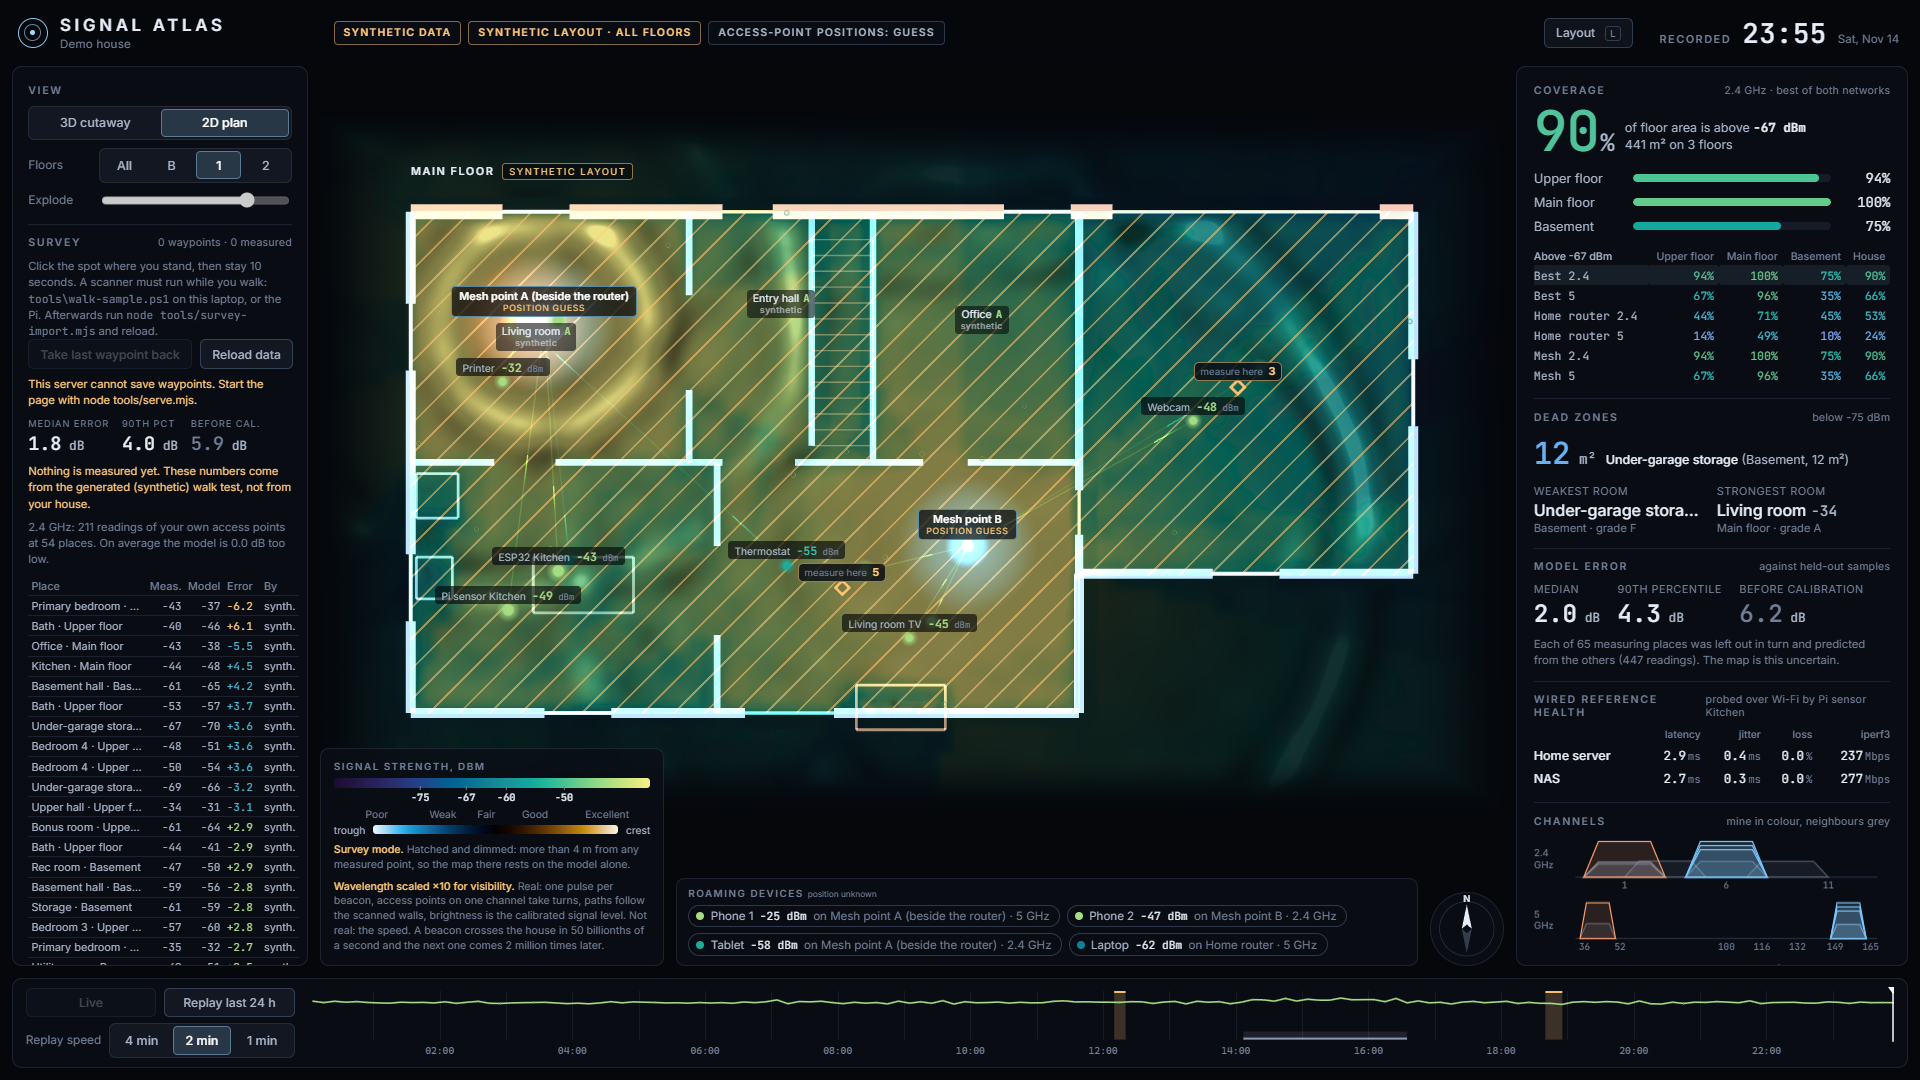 SIGNAL ATLAS
Demo house
SYNTHETIC DATA
SYNTHETIC LAYOUT · ALL FLOORS
ACCESS-POINT POSITIONS: GUESS
Layout L
RECORDED 23:55 Sat, Nov 14
VIEW
3D cutaway 2D plan
Floors All B 1 2
Explode
SURVEY 0 waypoints · 0 measured
Click the spot where you stand, then stay 10
seconds. A scanner must run while you walk:
tools\walk-sample.ps1 on this laptop, or the
Pi. Afterwards run node tools/survey-
import.mjs and reload.
Take last waypoint back Reload data
This server cannot save waypoints. Start the
page with node tools/serve.mjs.
MEDIAN ERROR 90TH PCT BEFORE CAL.
1.8 dB 4.0 dB 5.9 dB
Nothing is measured yet. These numbers come
from the generated (synthetic) walk test, not from
your house.
2.4 GHz: 211 readings of your own access points
at 54 places. On average the model is 0.0 dB too
low.
Place Meas. Model Error By
Primary bedroom · ... -43 -37 -6.2 synth.
Bath · Upper floor -40 -46 +6.1 synth.
Office · Main floor -43 -38 -5.5 synth.
Kitchen · Main floor -44 -48 +4.5 synth.
Basement hall · Bas... -61 -65 +4.2 synth.
Bath · Upper floor -53 -57 +3.7 synth.
Under-garage stora... -67 -70 +3.6 synth.
Bedroom 4 · Upper ... -48 -51 +3.6 synth.
Bedroom 4 · Upper ... -50 -54 +3.6 synth.
Under-garage stora... -69 -66 -3.2 synth.
Upper hall · Upper f... -34 -31 -3.1 synth.
Bonus room · Uppe... -61 -64 +2.9 synth.
Bath · Upper floor -44 -41 -2.9 synth.
Rec room · Basement -47 -50 +2.9 synth.
Basement hall · Bas... -59 -56 -2.8 synth.
Storage · Basement -61 -59 -2.8 synth.
Bedroom 3 · Upper ... -57 -60 +2.8 synth.
Primary bedroom · ... -35 -32 -2.7 synth.
MAIN FLOOR SYNTHETIC LAYOUT
Mesh point A (beside the router)
POSITION GUESS
Living room A
synthetic
Printer -32 dBm
Entry hall A
synthetic
Office A
synthetic
measure here 3
Webcam -48 dBm
Mesh point B
POSITION GUESS
ESP32 Kitchen -43 dBm
Thermostat -55 dBm
measure here 5
Pi sensor Kitchen -49 dBm
Living room TV -45 dBm
SIGNAL STRENGTH, DBM
-75 -67 -60 -50
Poor Weak Fair Good Excellent
trough crest
Survey mode. Hatched and dimmed: more than 4 m from any
measured point, so the map there rests on the model alone.
Wavelength scaled ×10 for visibility. Real: one pulse per
beacon, access points on one channel take turns, paths follow
the scanned walls, brightness is the calibrated signal level. Not
real: the speed. A beacon crosses the house in 50 billionths of
a second and the next one comes 2 million times later.
ROAMING DEVICES position unknown
Phone 1 -25 dBm on Mesh point A (beside the router) · 5 GHz
Phone 2 -47 dBm on Mesh point B · 2.4 GHz
Tablet -58 dBm on Mesh point A (beside the router) · 2.4 GHz
Laptop -62 dBm on Home router · 5 GHz
N
COVERAGE 2.4 GHz · best of both networks
90% of floor area is above -67 dBm
441 m² on 3 floors
Upper floor 94%
Main floor 100%
Basement 75%
Above -67 dBm Upper floor Main floor Basement House
Best 2.4 94% 100% 75% 90%
Best 5 67% 96% 35% 66%
Home router 2.4 44% 71% 45% 53%
Home router 5 14% 49% 10% 24%
Mesh 2.4 94% 100% 75% 90%
Mesh 5 67% 96% 35% 66%
DEAD ZONES below -75 dBm
12 m² Under-garage storage (Basement, 12 m²)
WEAKEST ROOM STRONGEST ROOM
Under-garage stora... Living room -34
Basement · grade F Main floor · grade A
MODEL ERROR against held-out samples
MEDIAN 90TH PERCENTILE BEFORE CALIBRATION
2.0 dB 4.3 dB 6.2 dB
Each of 65 measuring places was left out in turn and predicted
from the others (447 readings). The map is this uncertain.
WIRED REFERENCE HEALTH probed over Wi-Fi by Pi sensor Kitchen
latency jitter loss iperf3
Home server 2.9 ms 0.4 ms 0.0 % 237 Mbps
NAS 2.7 ms 0.3 ms 0.0 % 277 Mbps
CHANNELS mine in colour, neighbours grey
2.4 GHz
1 6 11
5 GHz
36 52 100 116 132 149 165
Live Replay last 24 h
Replay speed 4 min 2 min 1 min
02:00 04:00 06:00 08:00 10:00 12:00 14:00 16:00 18:00 20:00 22:00